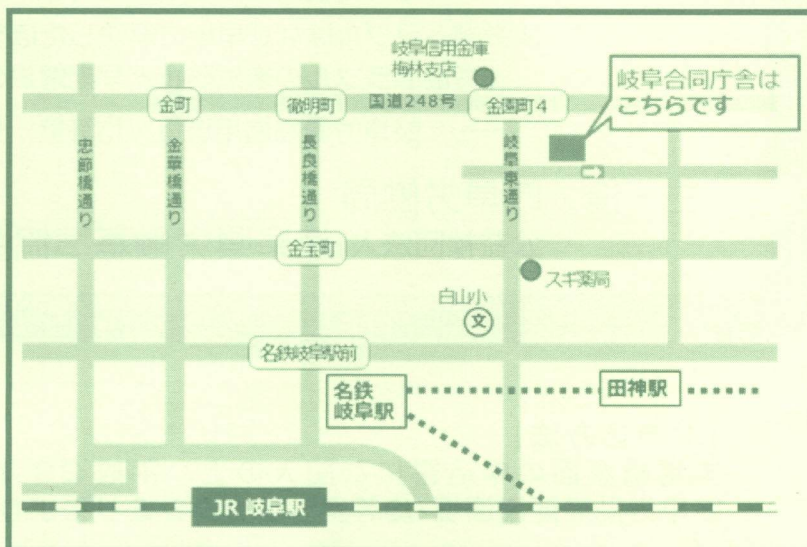 岐阜信用金庫
梅林支店
岐阜合同庁舎は
こちらです
金町
徹明町
国道248号
金園町4
忠節橋通り
金華橋通り
長良橋通り
岐阜東通り
金宝町
スギ薬局
白山小
文
名鉄岐阜駅前
名鉄
岐阜駅
田神駅
JR 岐阜駅